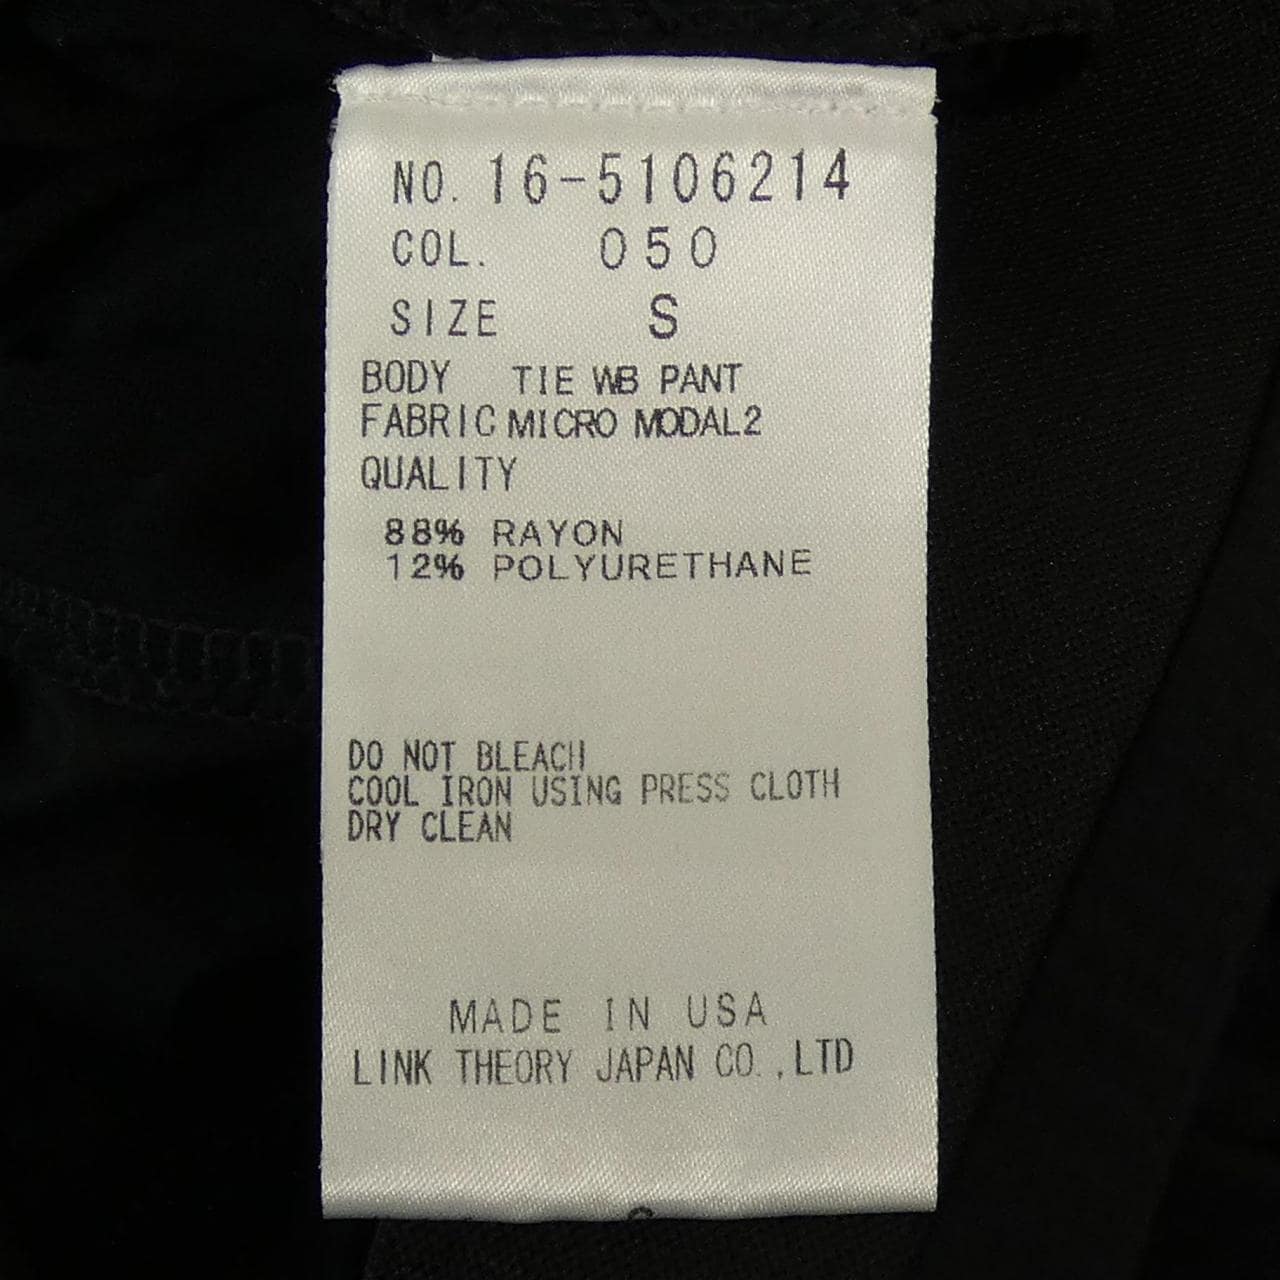 NO. 16-5106214
COL. 050
SIZE S
BODY TIE WB PANT
FABRIC MICRO MODAL2
QUALITY
88% RAYON
12% POLYURETHANE
DO NOT BLEACH
COOL IRON USING PRESS CLOTH
DRY CLEAN
MADE IN USA
LINK THEORY JAPAN CO.,LTD